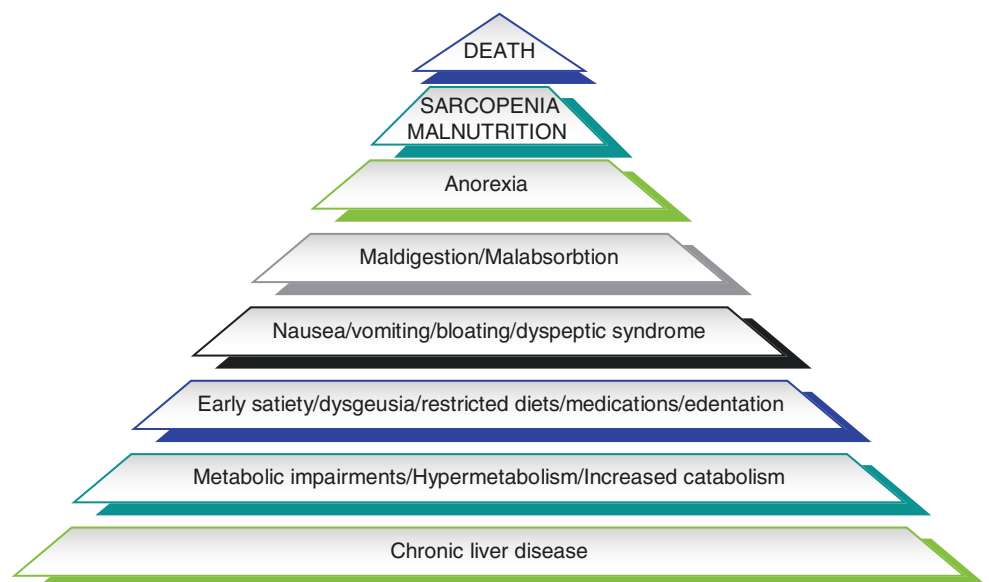 DEATH
SARCOPENIA
MALNUTRITION
Anorexia
Maldigestion/Malabsorbtion
Nausea/vomiting/bloating/dyspeptic syndrome
Early satiety/dysgeusia/restricted diets/medications/edentation
Metabolic impairments/Hypermetabolism/Increased catabolism
Chronic liver disease